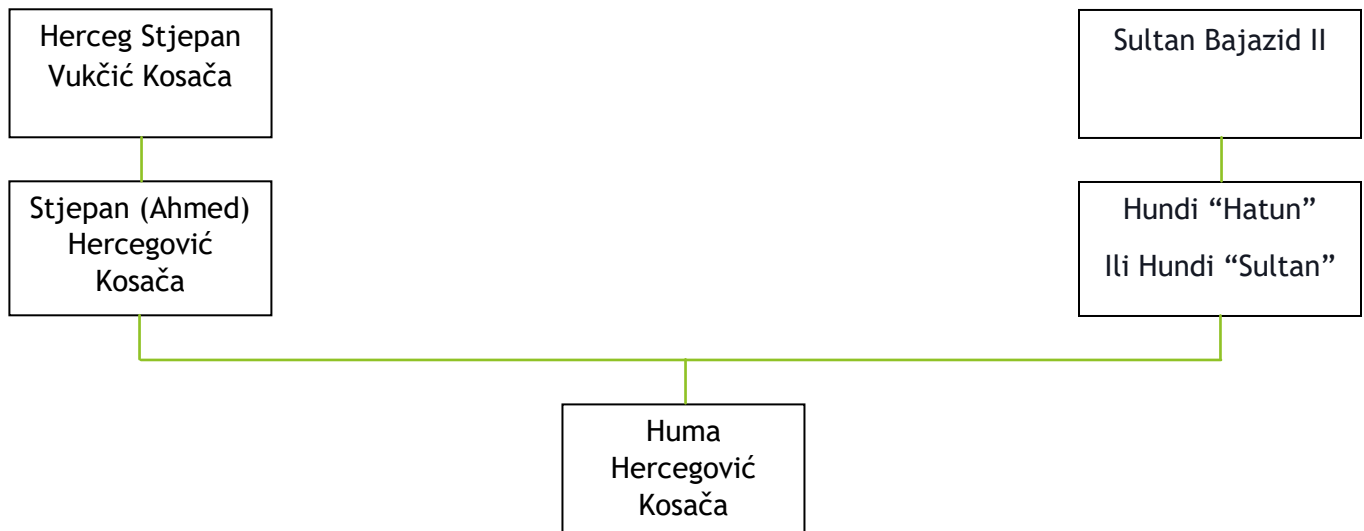 Herceg Stjepan
Vukčić Kosača
Sultan Bajazid II
Stjepan (Ahmed)
Hercegović
Kosača
Hundi “Hatun”
Ili Hundi “Sultan”
Huma
Hercegović
Kosača